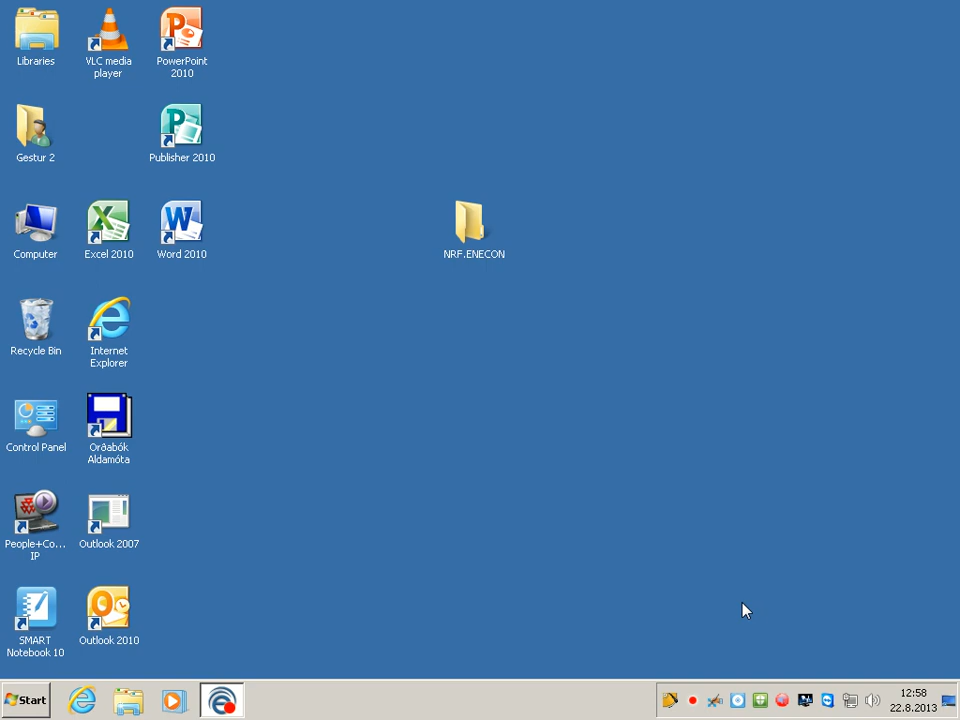 Libraries
VLC media
player
PowerPoint
2010
Gestur 2
Publisher 2010
Computer
Excel 2010
Word 2010
NRF.ENECON
Recycle Bin
Internet
Explorer
Control Panel
Orðabók
Aldamóta
People+Co...
IP
Outlook 2007
SMART
Notebook 10
Outlook 2010
Start
12:58
22.8.2013